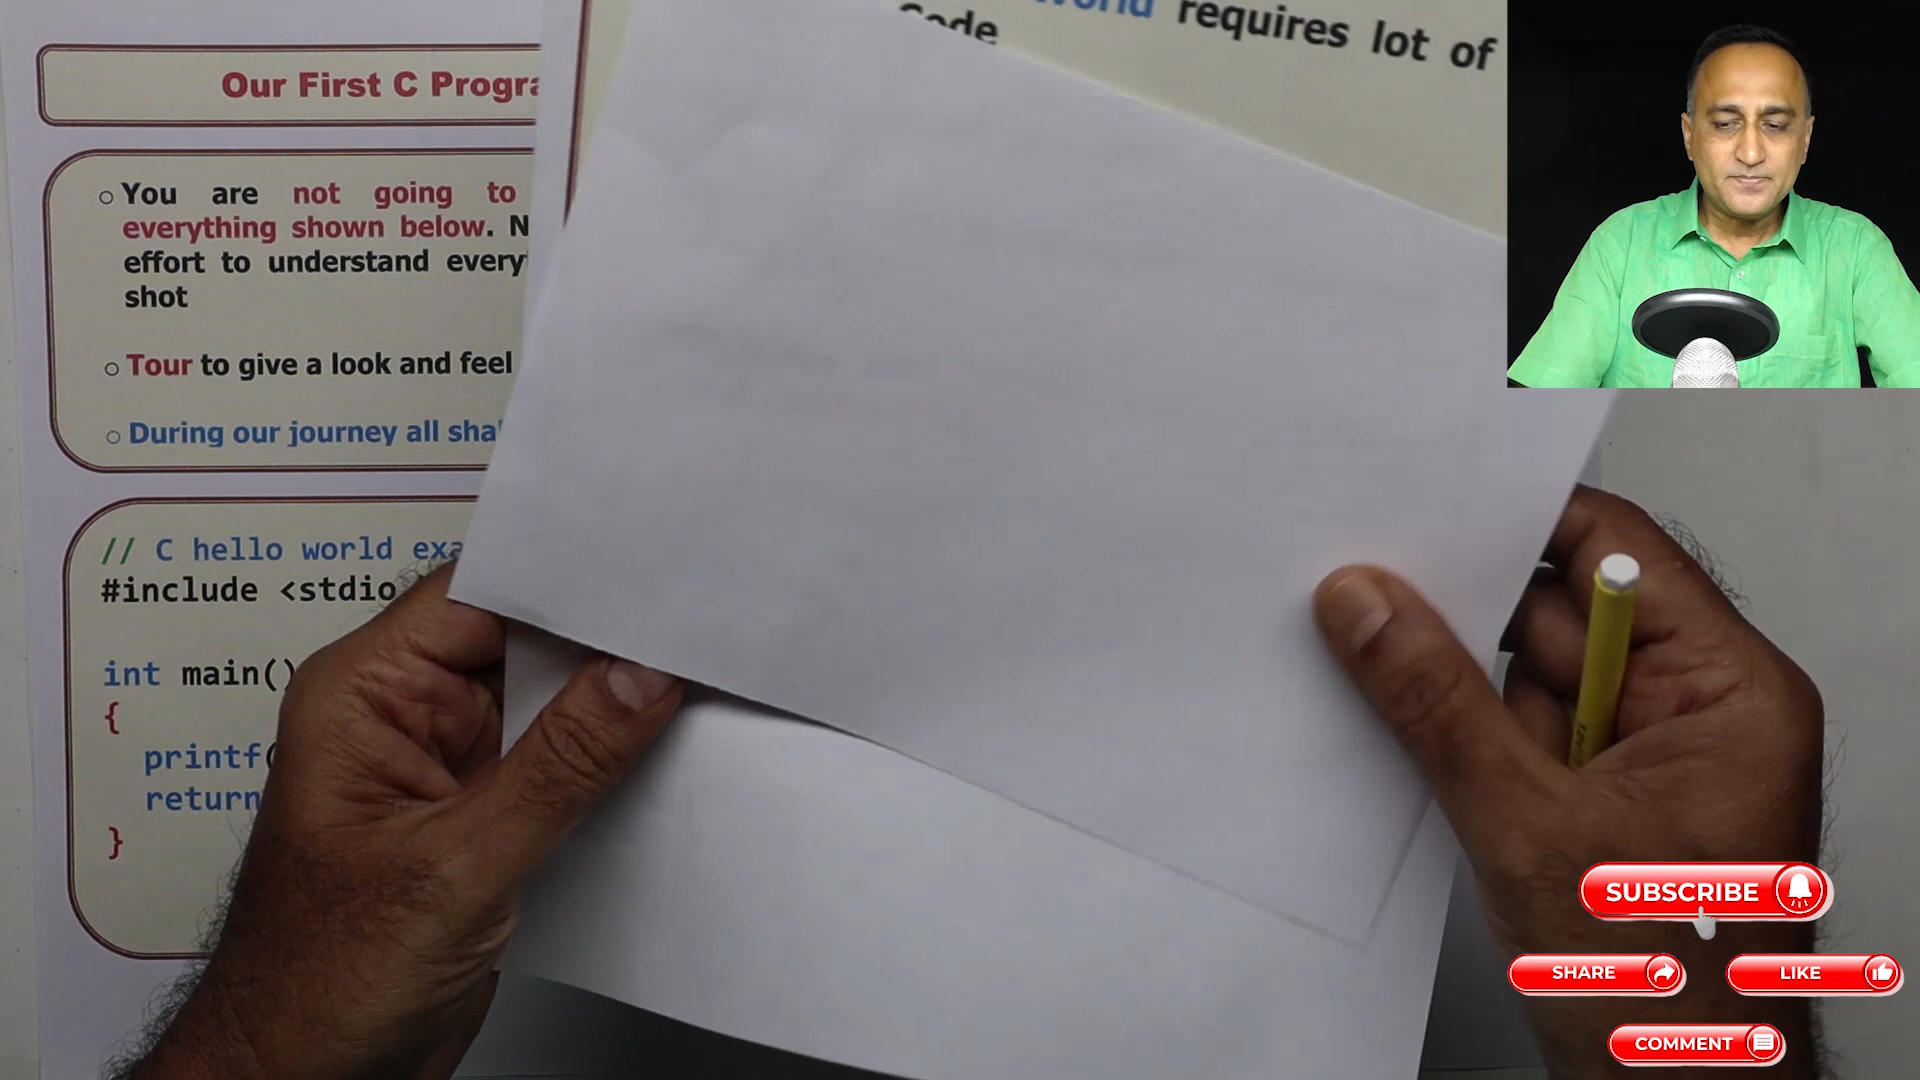 Our First C Progra
○ You are not going to
everything shown below. N
effort to understand every
shot
○ Tour to give a look and feel
○ During our journey all sha
// C hello world exa
#include <stdio
int main()
{
printf(
return
}
requires lot of
Code
SUBSCRIBE
SHARE
LIKE
COMMENT